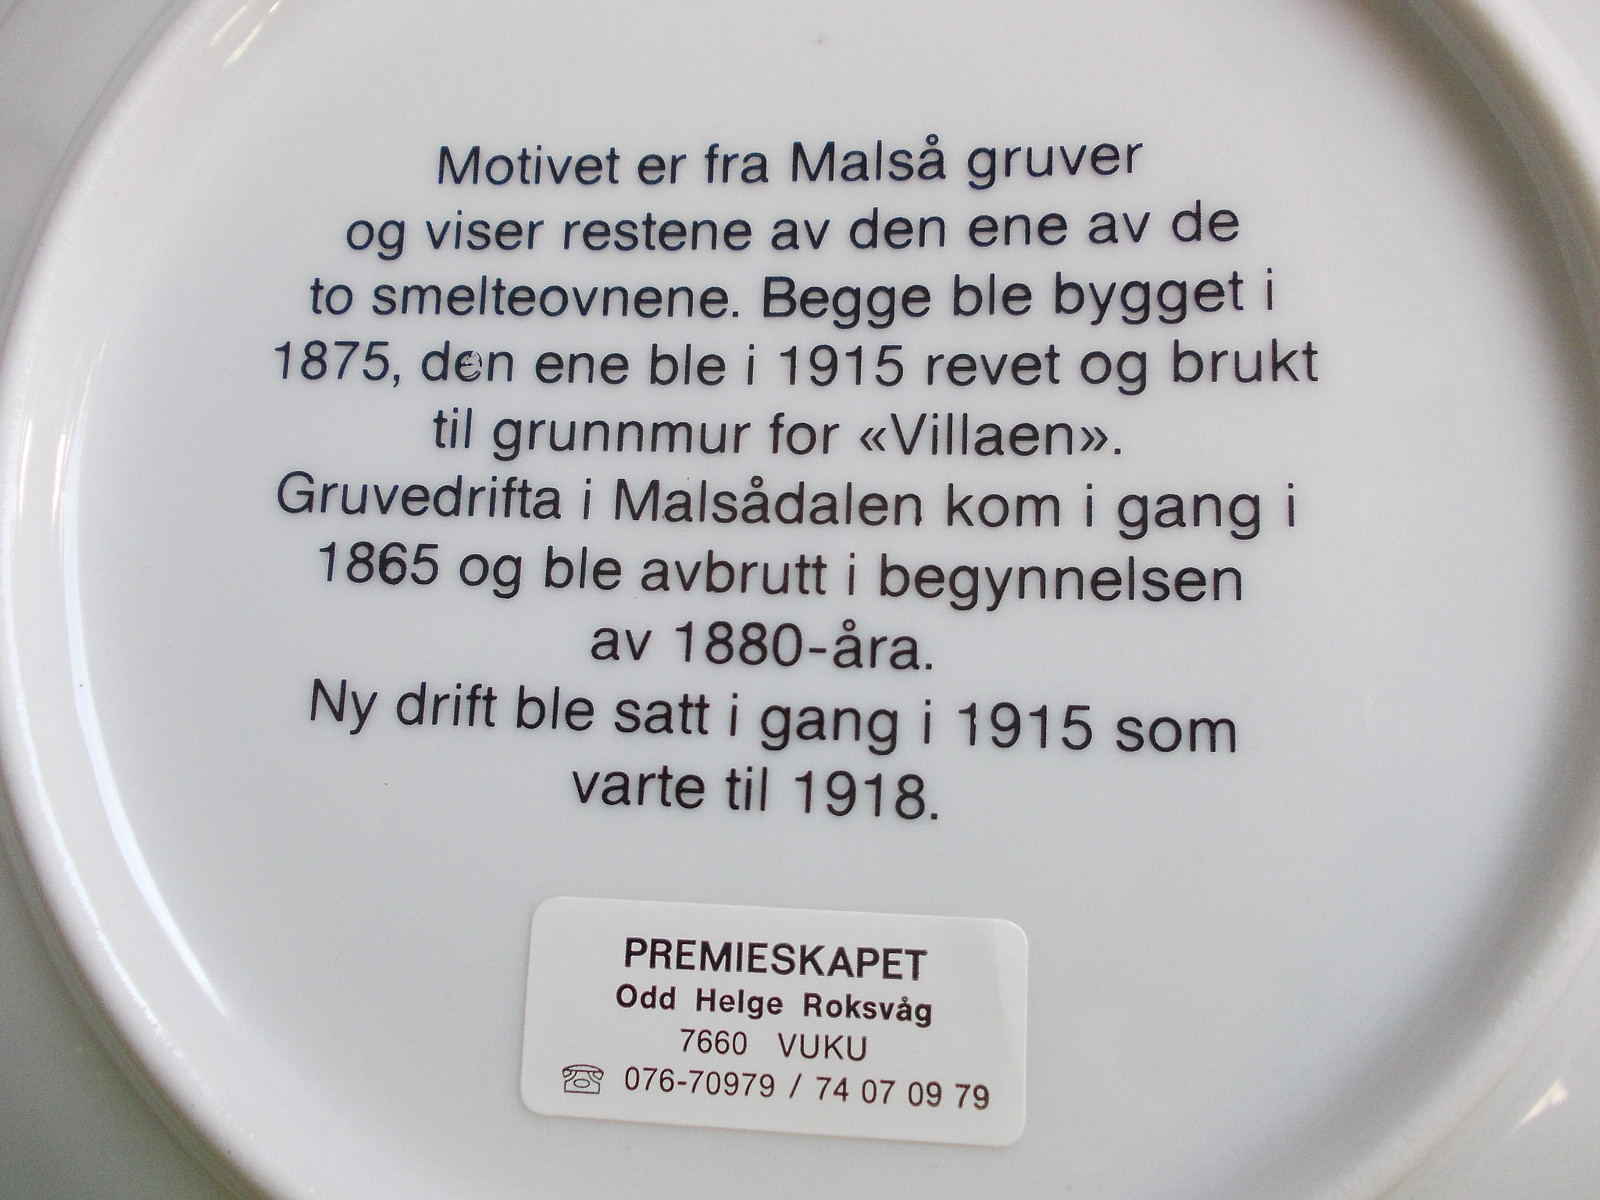 Motivet er fra Malså gruver
og viser restene av den ene av de
to smelteovnene. Begge ble bygget i
1875, den ene ble i 1915 revet og brukt
til grunnmur for «Villaen».
Gruvedrifta i Malsådalen kom i gang i
1865 og ble avbrutt i begynnelsen
av 1880-åra.
Ny drift ble satt i gang i 1915 som
varte til 1918.
PREMIESKAPET
Odd Helge Roksvåg
7660 VUKU
☏ 076-70979 / 74 07 09 79